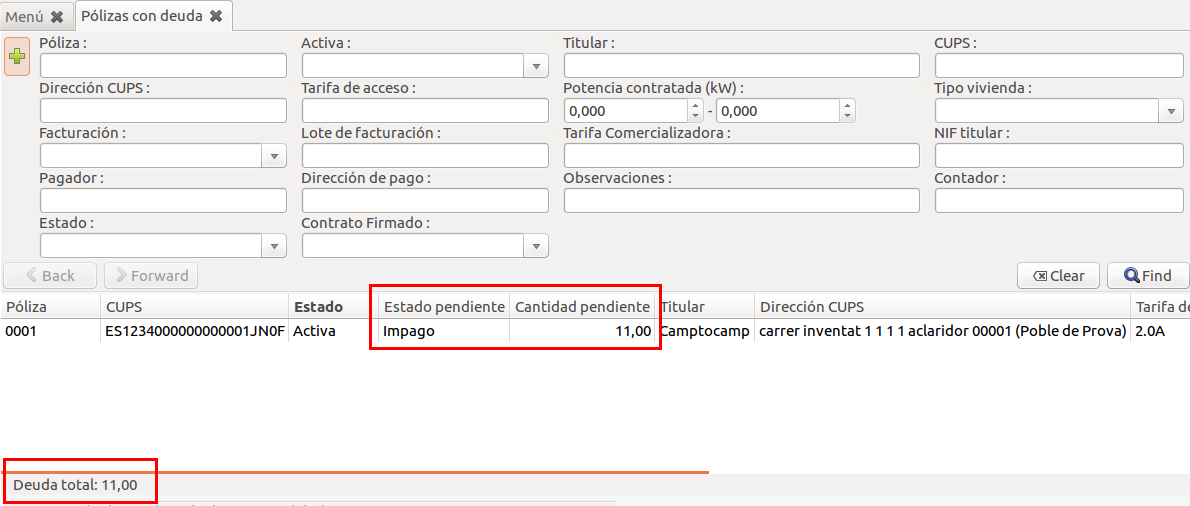 Menú Pólizas con deuda
Póliza : Activa : Titular : CUPS :
Dirección CUPS : Tarifa de acceso : Potencia contratada (kW) : Tipo vivienda :
0,000 - 0,000
Facturación : Lote de facturación : Tarifa Comercializadora : NIF titular :
Pagador : Dirección de pago : Observaciones : Contador :
Estado : Contrato Firmado :
Back Forward Clear Find
Póliza CUPS Estado Estado pendiente Cantidad pendiente Titular Dirección CUPS Tarifa de
0001 ES1234000000000001JN0F Activa Impago 11,00 Camptocamp carrer inventat 1 1 1 1 aclaridor 00001 (Poble de Prova) 2.0A
Deuda total: 11,00